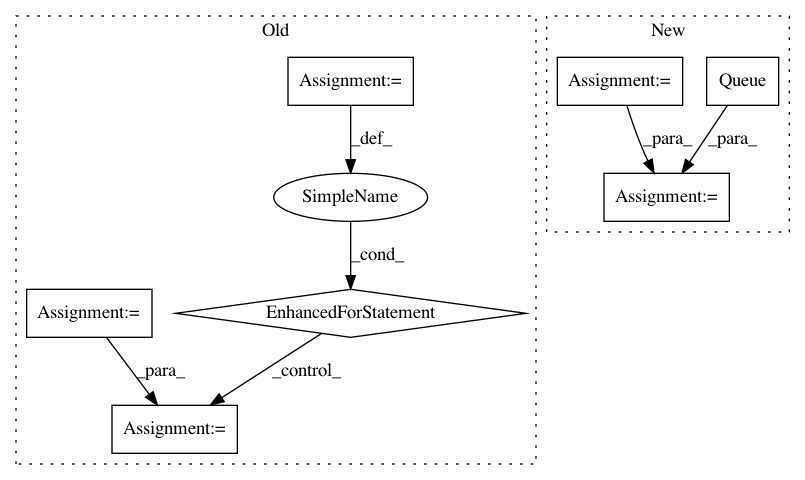 Old
New
Assignment:=
Assignment:=
Queue
_def_
_para_
_para_
SimpleName
Assignment:=
_cond_
Assignment:=
EnhancedForStatement
_para_
_control_
Assignment:=